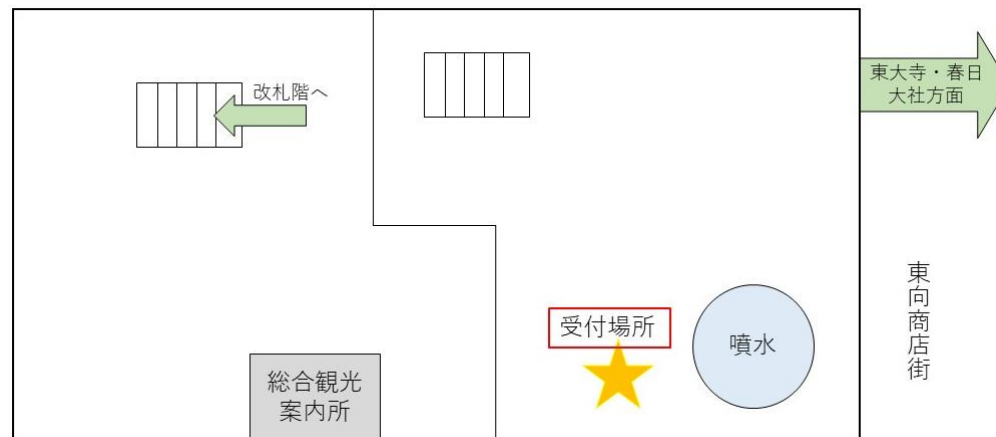 改札階へ
東大寺・春日
大社方面
東向商店街
受付場所
噴水
総合観光
案内所